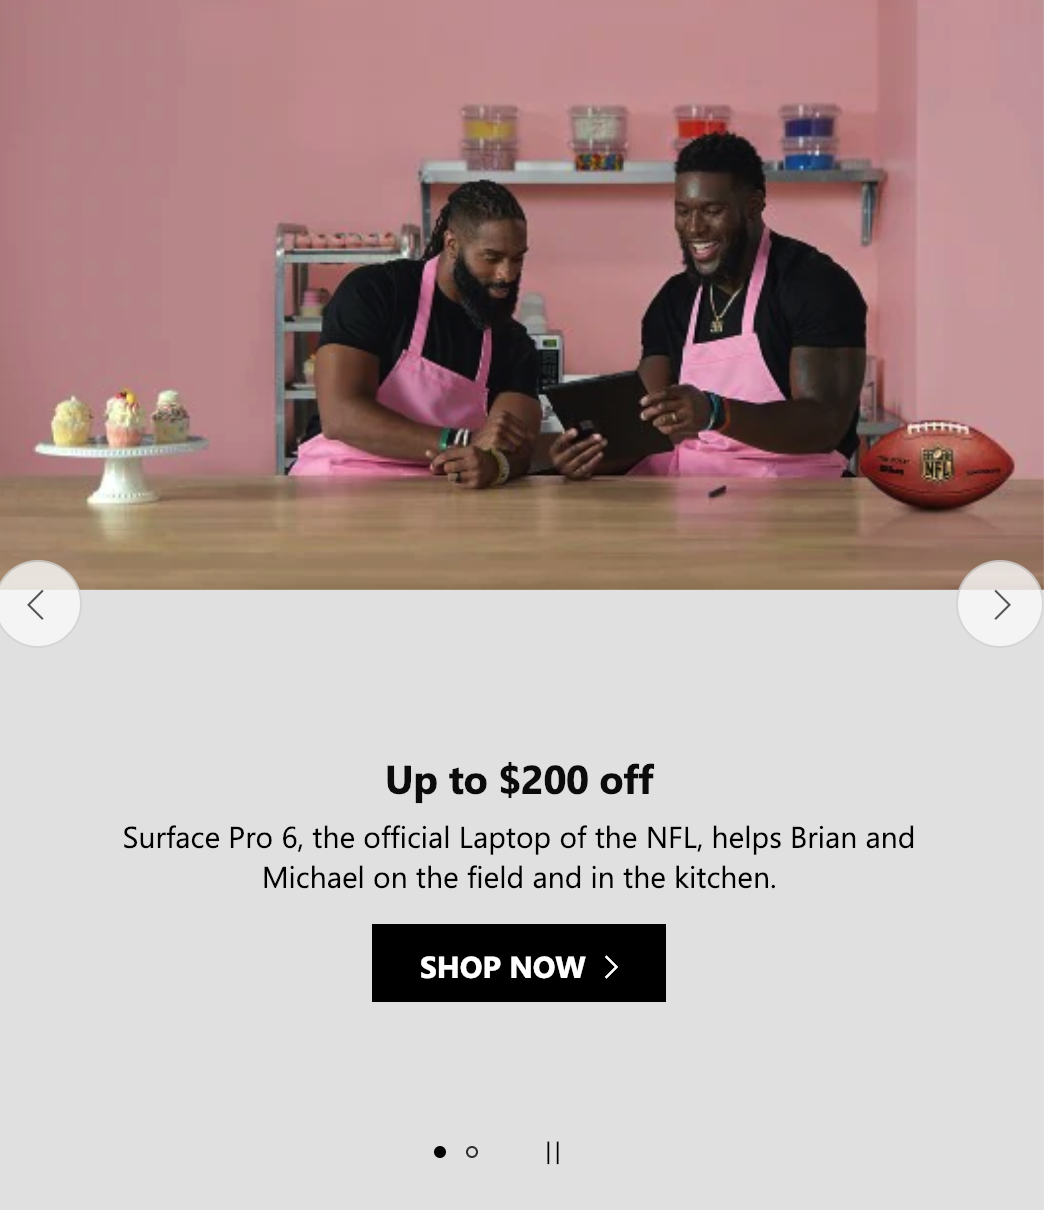 NFL
Up to $200 off
Surface Pro 6, the official Laptop of the NFL, helps Brian and
Michael on the field and in the kitchen.
SHOP NOW